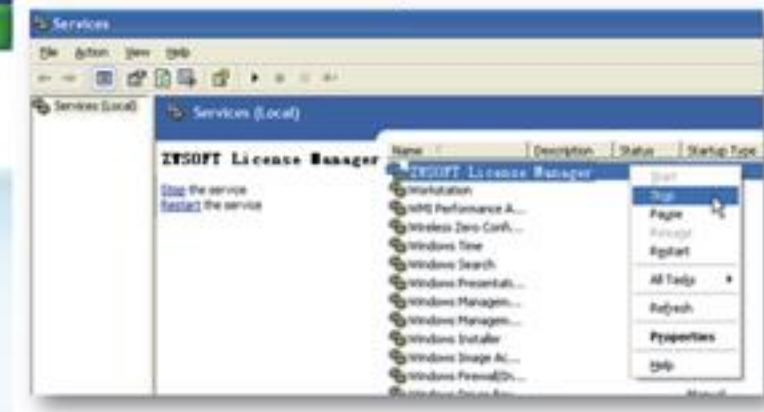 Services
File Action View Help
Services (Local)
Services (Local)
ZWSOFT License Manager
Stop the service
Restart the service
Name Description Status Startup Type
ZWSOFT License Manager
Workstation
WMI Performance A...
Wireless Zero Confi...
Windows Time
Windows Search
Windows Presentati...
Windows Managem...
Windows Managem...
Windows Installer
Windows Image Ac...
Windows Firewall/In...
Manual
Start
Stop
Pause
Resume
Restart
All Tasks
Refresh
Properties
Help